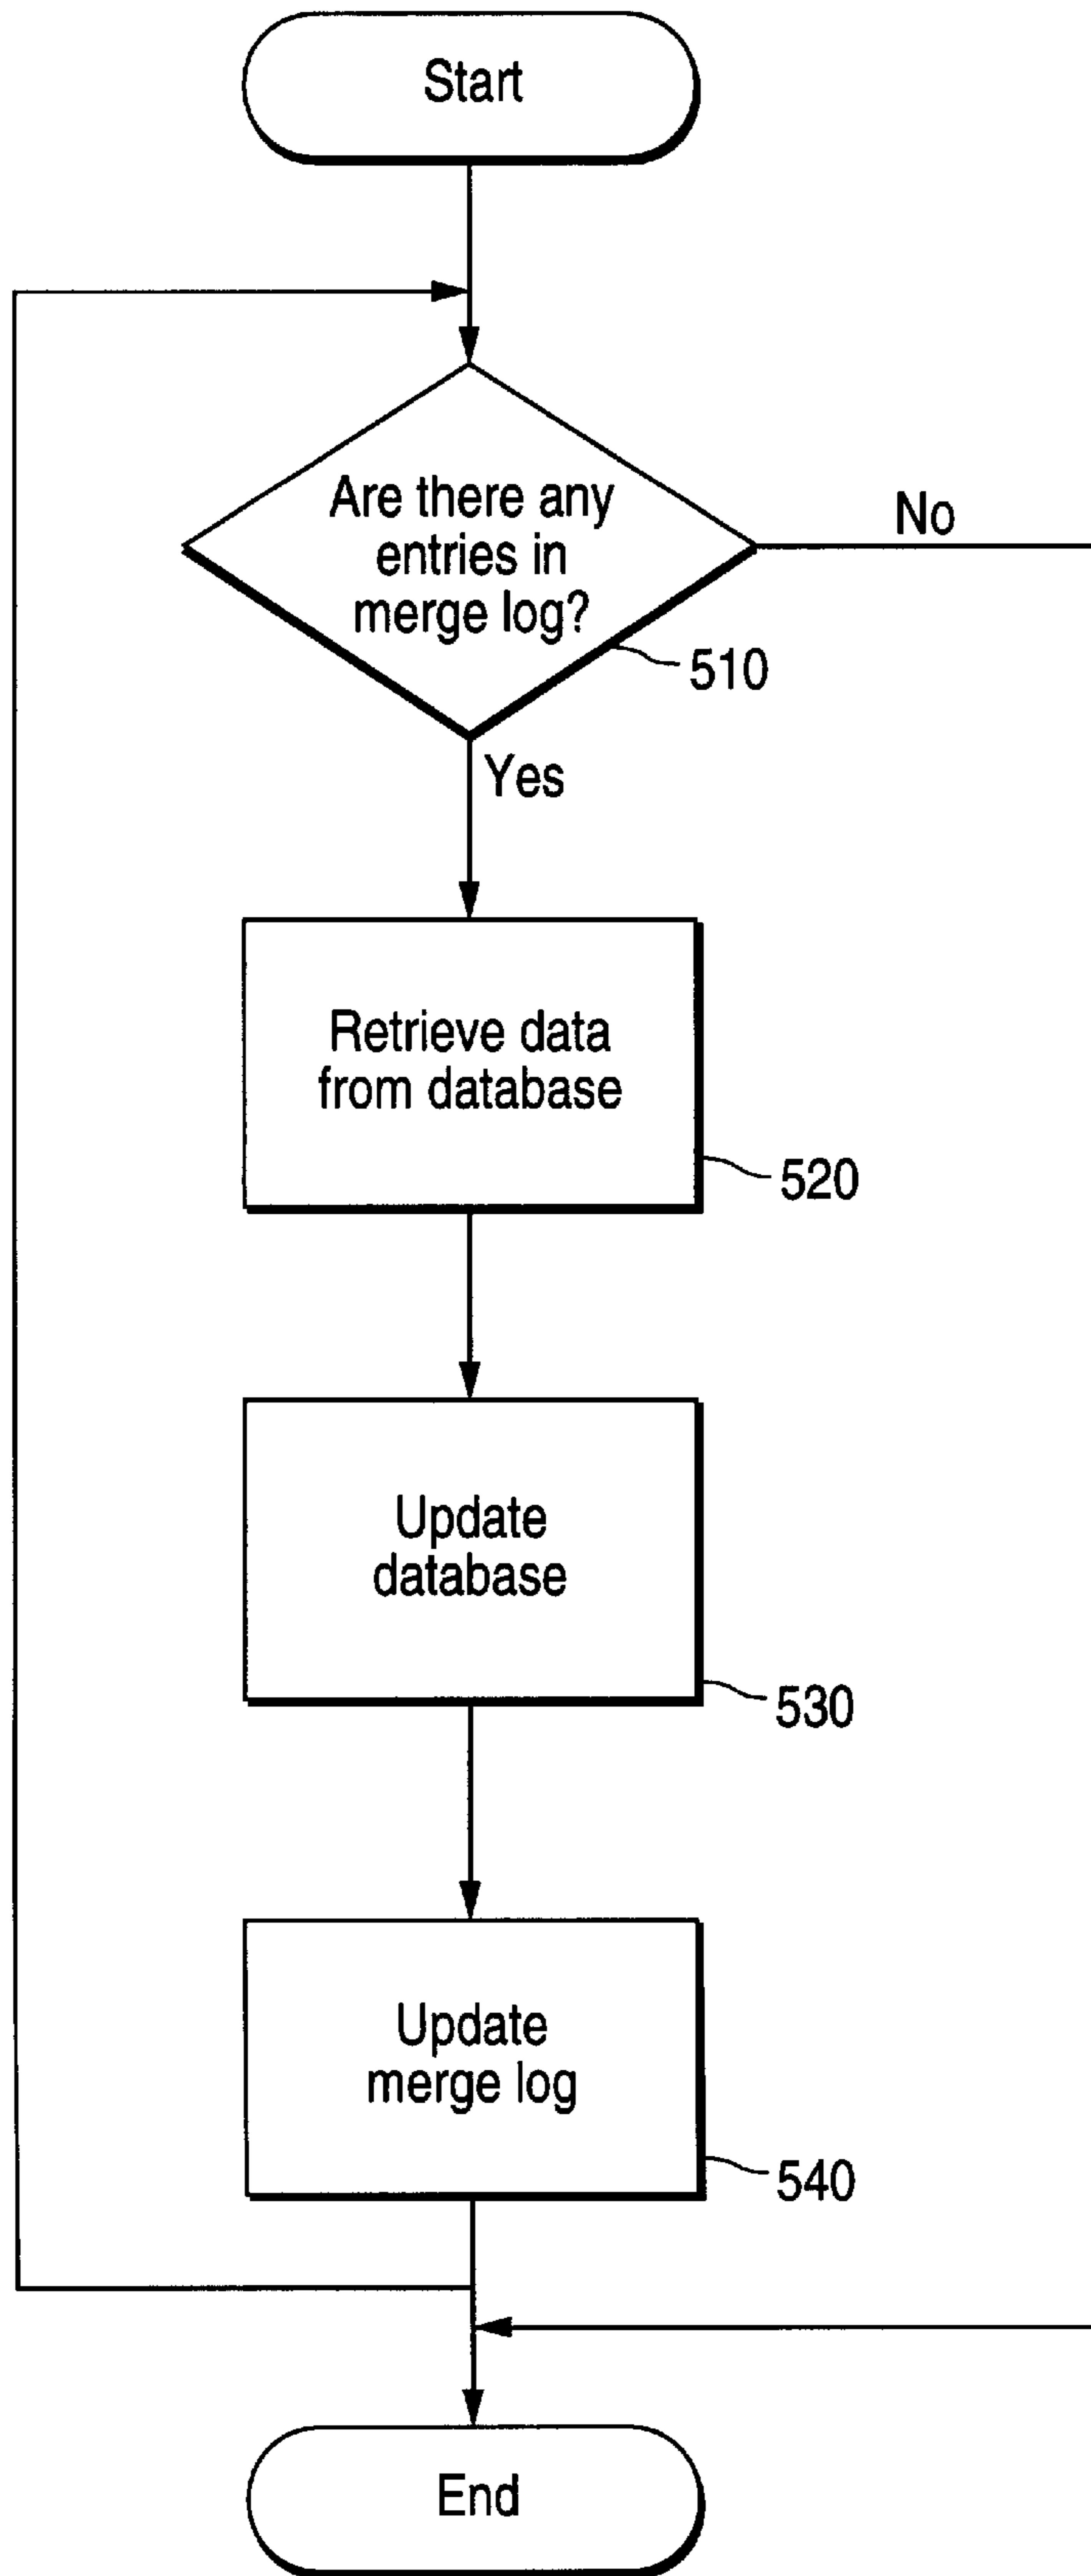 Start
Are there any
entries in
merge log?
No
510
Yes
Retrieve data
from database
520
Update
database
530
Update
merge log
540
End